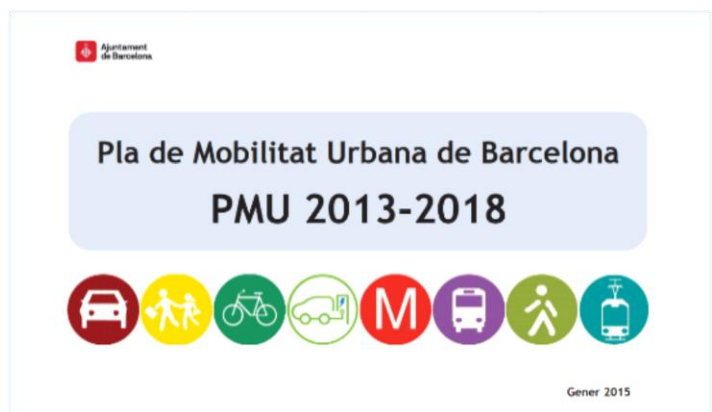 Ajuntament
de Barcelona
Pla de Mobilitat Urbana de Barcelona
PMU 2013-2018
M
Gener 2015